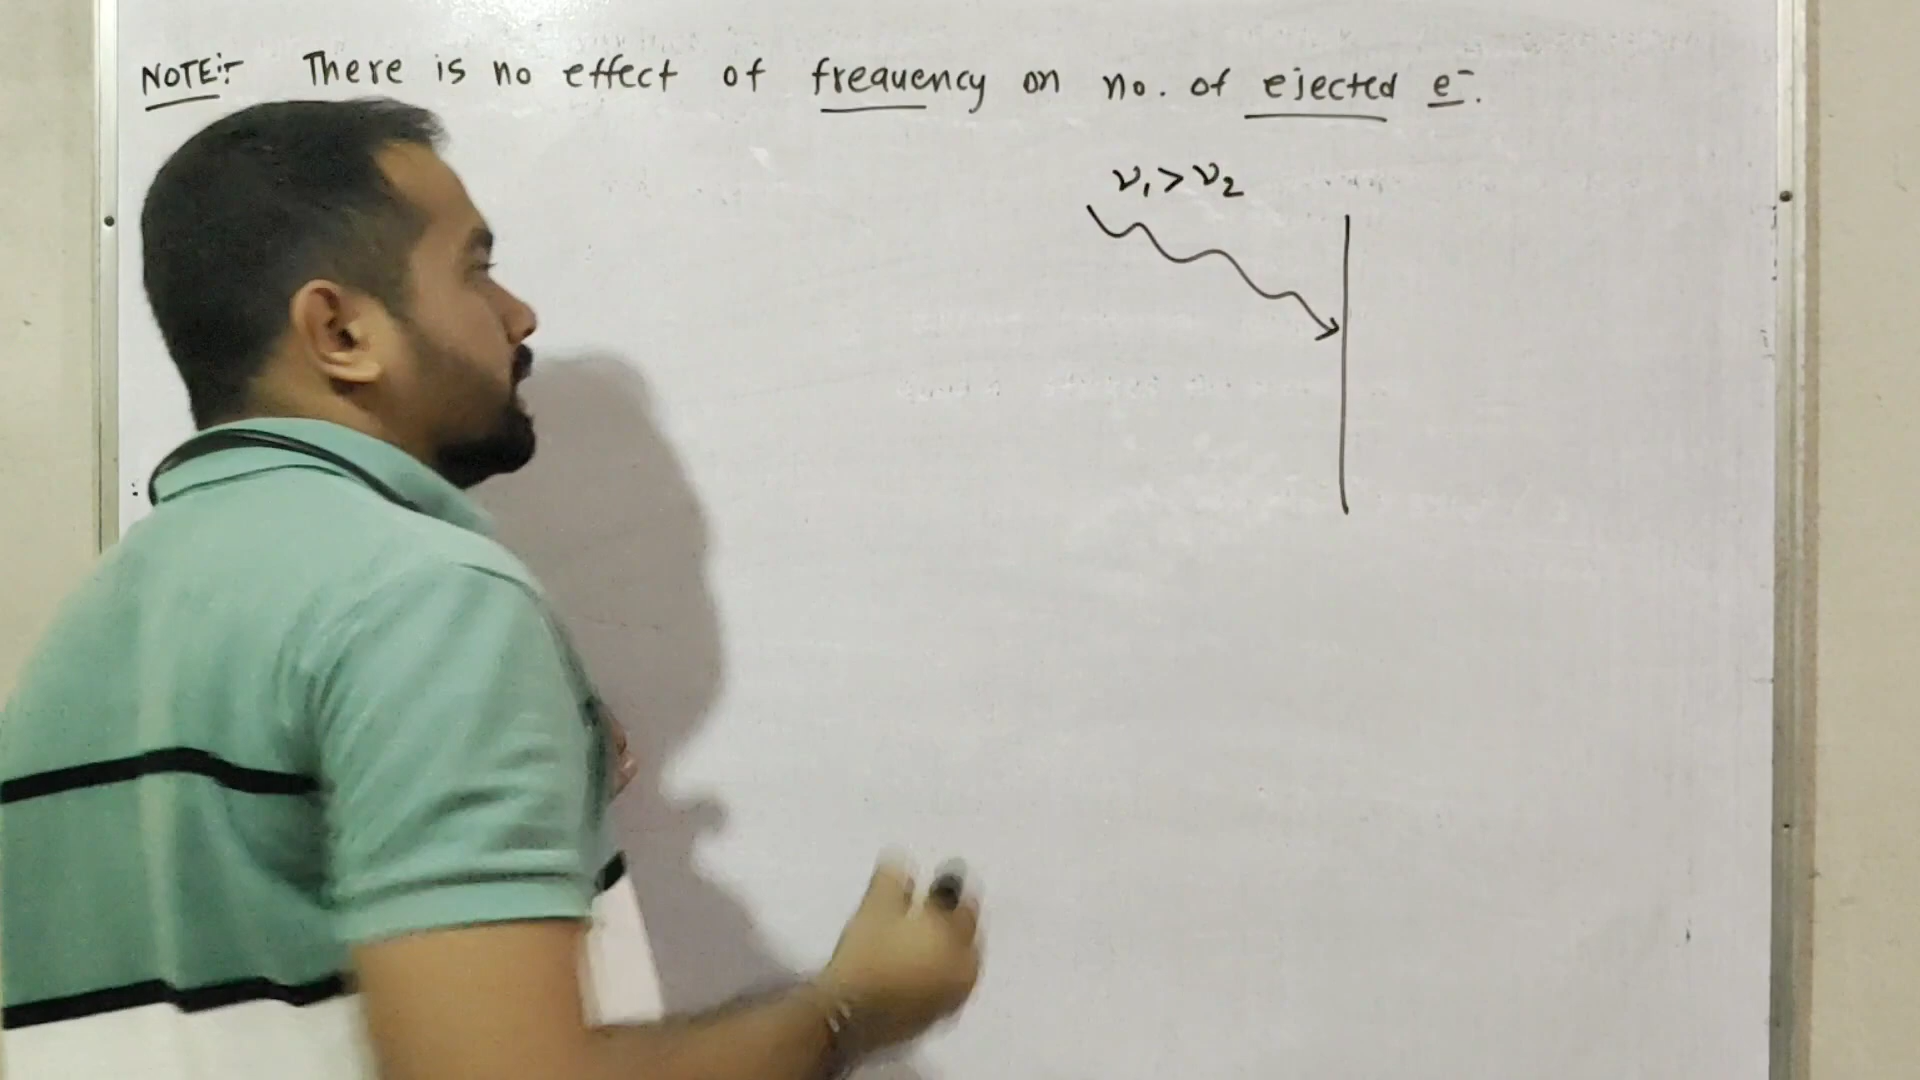 NOTE:- There is no effect of frequency on no. of ejected e⁻.
ν₁ > ν₂